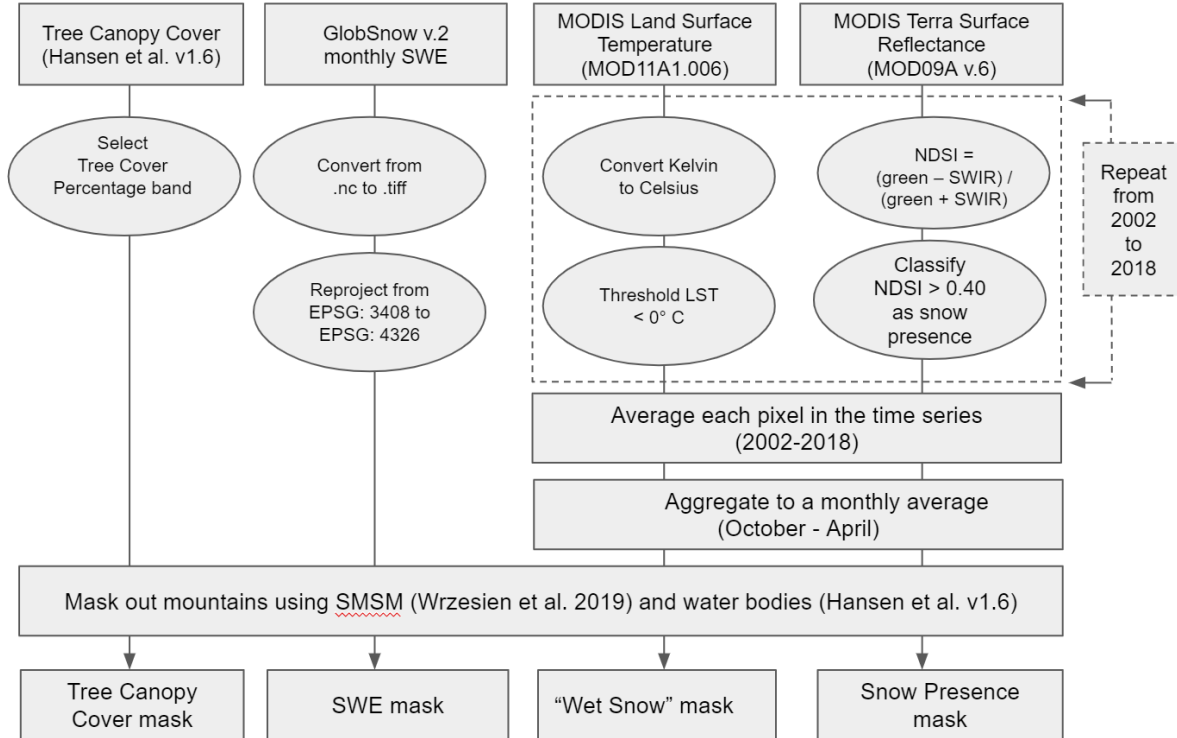 Tree Canopy Cover
(Hansen et al. v1.6)
GlobSnow v.2
monthly SWE
MODIS Land Surface
Temperature
(MOD11A1.006)
MODIS Terra Surface
Reflectance
(MOD09A v.6)
Select
Tree Cover
Percentage band
Convert from
.nc to .tiff
Convert Kelvin
to Celsius
NDSI =
(green – SWIR) /
(green + SWIR)
Repeat
from
2002
to
2018
Reproject from
EPSG: 3408 to
EPSG: 4326
Threshold LST
< 0° C
Classify
NDSI > 0.40
as snow
presence
Average each pixel in the time series
(2002-2018)
Aggregate to a monthly average
(October - April)
Mask out mountains using SMSM (Wrzesien et al. 2019) and water bodies (Hansen et al. v1.6)
Tree Canopy
Cover mask
SWE mask
“Wet Snow” mask
Snow Presence
mask